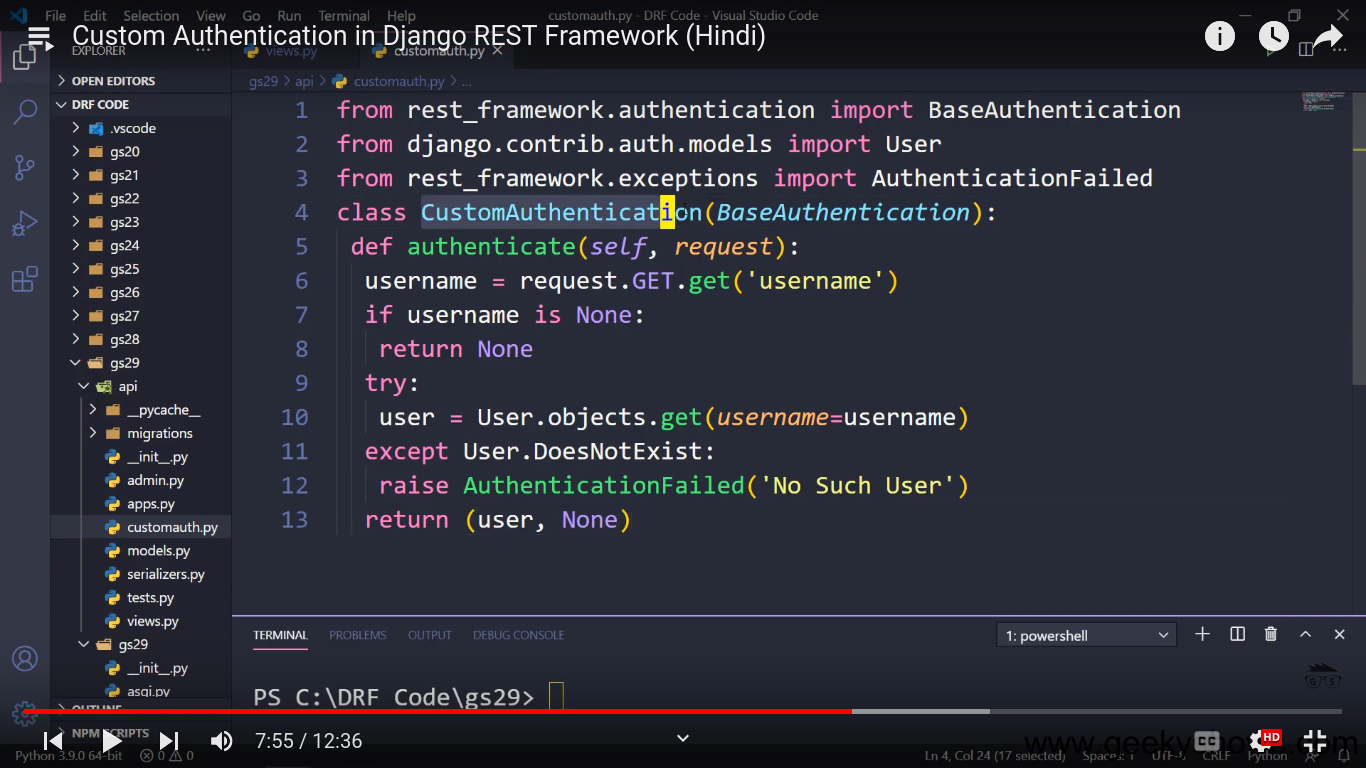 File Edit Selection View Go Run Terminal Help
customauth.py - DRF Code - Visual Studio Code
Custom Authentication in Django REST Framework (Hindi)
EXPLORER
views.py
customauth.py
OPEN EDITORS
DRF CODE
.vscode
gs20
gs21
gs22
gs23
gs24
gs25
gs26
gs27
gs28
gs29
api
__pycache__
migrations
__init__.py
admin.py
apps.py
customauth.py
models.py
serializers.py
tests.py
views.py
gs29
__init__.py
asgi.py
OUTLINE
NPM SCRIPTS
gs29 > api > customauth.py > ...
1 from rest_framework.authentication import BaseAuthentication
2 from django.contrib.auth.models import User
3 from rest_framework.exceptions import AuthenticationFailed
4 class CustomAuthentication(BaseAuthentication):
5 def authenticate(self, request):
6 username = request.GET.get('username')
7 if username is None:
8 return None
9 try:
10 user = User.objects.get(username=username)
11 except User.DoesNotExist:
12 raise AuthenticationFailed('No Such User')
13 return (user, None)
TERMINAL PROBLEMS OUTPUT DEBUG CONSOLE
1: powershell
PS C:\DRF Code\gs29>
G S
7:55 / 12:36
CC
HD
Python 3.9.0 64-bit 0 0
Ln 4, Col 24 (17 selected) Spaces: 1 UTF-8 CRLF Python